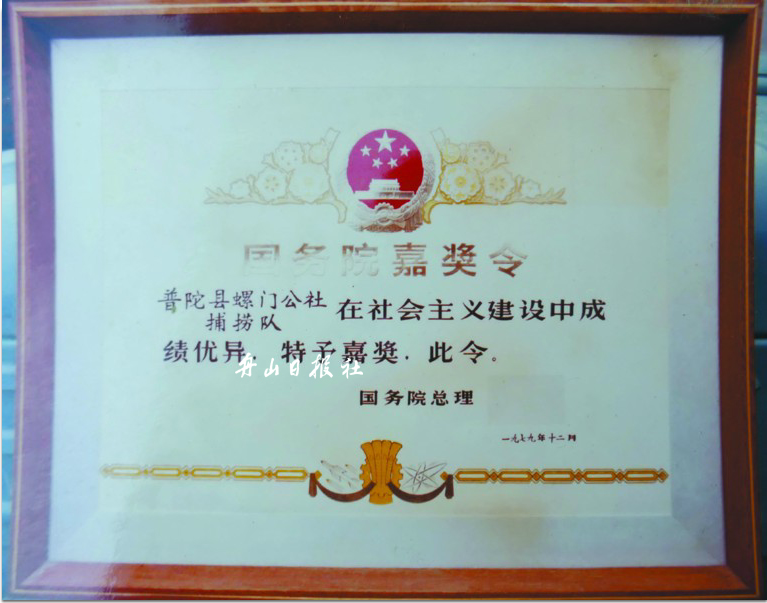 国务院嘉奖令
普陀县螺门公社
捕捞队
在社会主义建设中成
绩优异，特予嘉奖，此令。
舟山日报社
国务院总理
一九七九年十二月